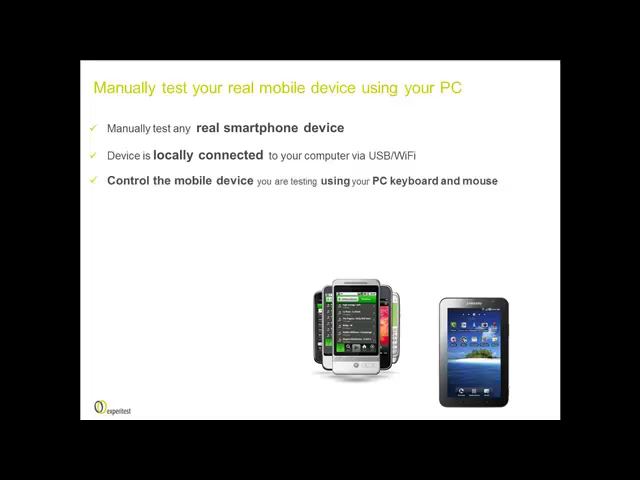 Manually test your real mobile device using your PC
Manually test any real smartphone device
Device is locally connected to your computer via USB/WiFi
Control the mobile device you are testing using your PC keyboard and mouse
SAMSUNG
experitest